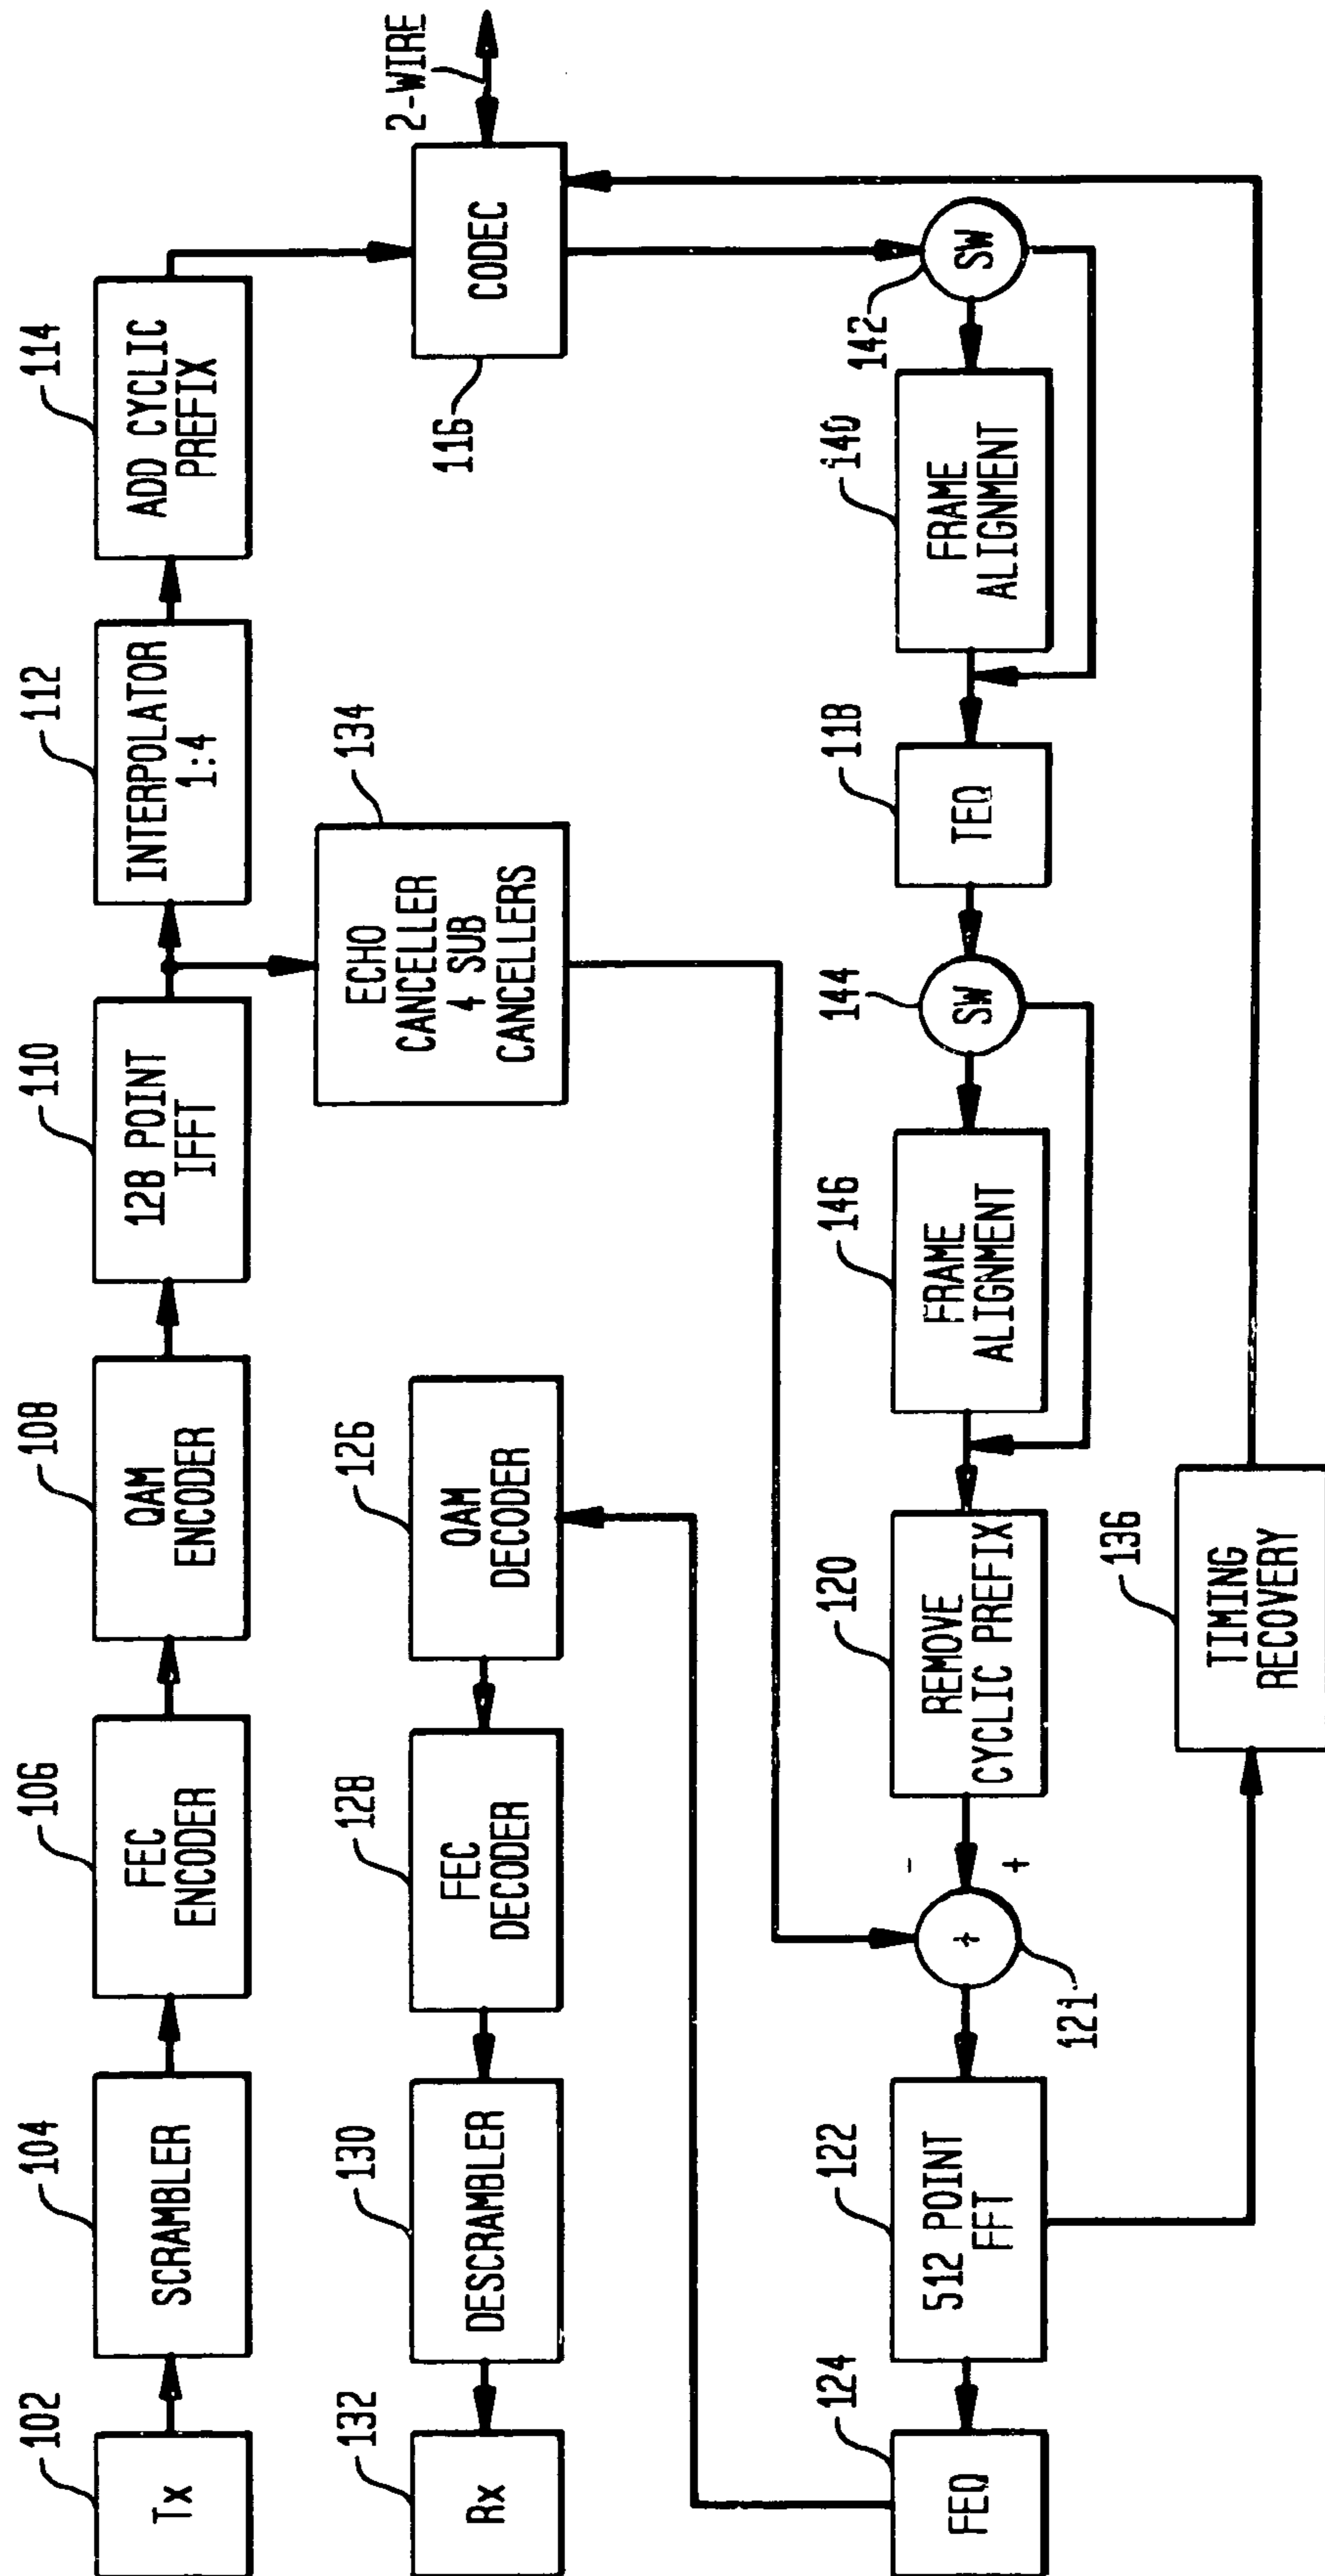 102
Tx
104
SCRAMBLER
106
FEC
ENCODER
108
QAM
ENCODER
110
128 POINT
IFFT
112
INTERPOLATOR
1:4
114
ADD CYCLIC
PREFIX
134
ECHO
CANCELLER
4 SUB
CANCELLERS
2-WIRE
CODEC
116
132
Rx
130
DESCRAMBLER
128
FEC
DECODER
126
QAM
DECODER
124
FEQ
122
512 POINT
FFT
121
+
-
+
120
REMOVE
CYCLIC PREFIX
146
FRAME
ALIGNMENT
144
SW
118
TEQ
140
FRAME
ALIGNMENT
142
SW
136
TIMING
RECOVERY